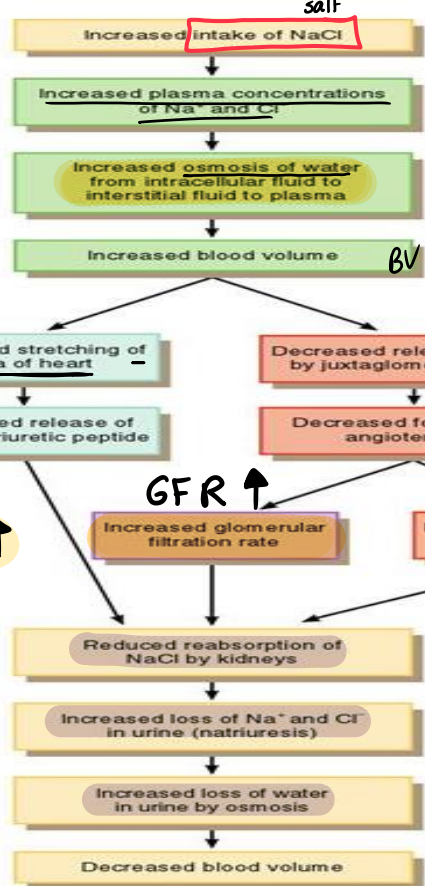 salt
Increased intake of NaCl
Increased plasma concentrations
of Na⁺ and Cl⁻
Increased osmosis of water
from intracellular fluid to
interstitial fluid to plasma
Increased blood volume
BV
stretching of
of heart
Decreased
by
release of
peptide
Decreased
GFR ↑
Increased glomerular
filtration rate
↑
Reduced reabsorption of
NaCl by kidneys
Increased loss of Na⁺ and Cl⁻
in urine (natriuresis)
Increased loss of water
in urine by osmosis
Decreased blood volume